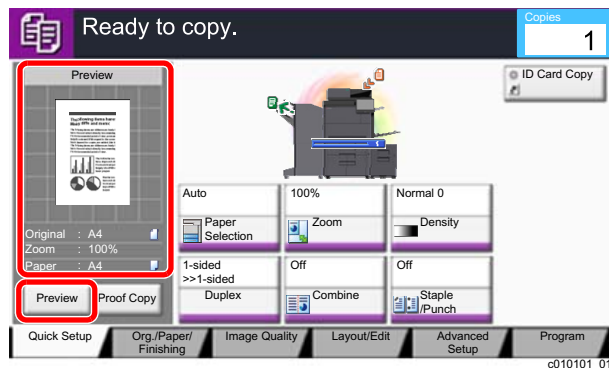 Ready to copy.
Copies
1
Preview
Original : A4
Zoom : 100%
Paper : A4
Preview
Proof Copy
1
ID Card Copy
Auto
Paper
Selection
100%
Zoom
Normal 0
Density
1-sided
>>1-sided
Duplex
Off
Combine
Off
Staple
/Punch
Quick Setup
Org./Paper/
Finishing
Image Quality
Layout/Edit
Advanced
Setup
Program
c010101_01